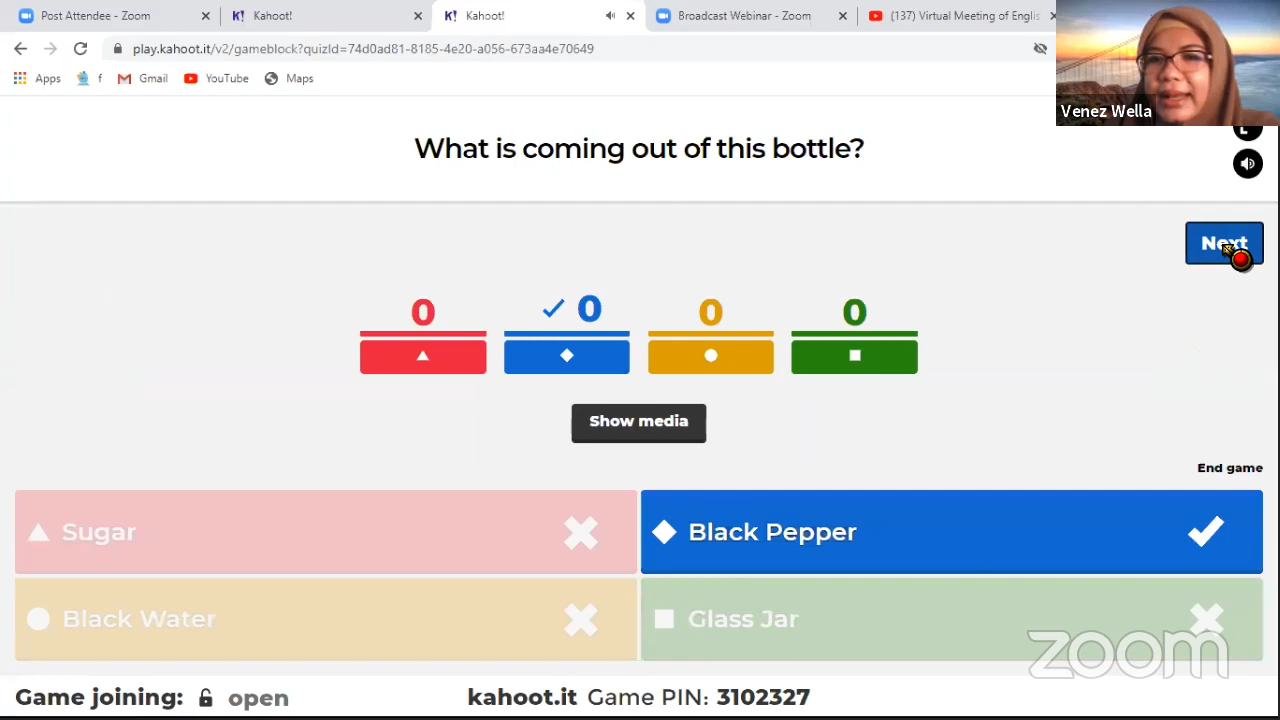 Post Attendee - Zoom
K! Kahoot!
K! Kahoot!
Broadcast Webinar - Zoom
(137) Virtual Meeting of Englis
play.kahoot.it/v2/gameblock?quizId=74d0ad81-8185-4e20-a056-673aa4e70649
Apps
f
Gmail
YouTube
Maps
Venez Wella
What is coming out of this bottle?
Next
0
0
0
0
Show media
End game
Sugar
Black Pepper
Black Water
Glass Jar
zoom
Game joining: open
kahoot.it Game PIN: 3102327